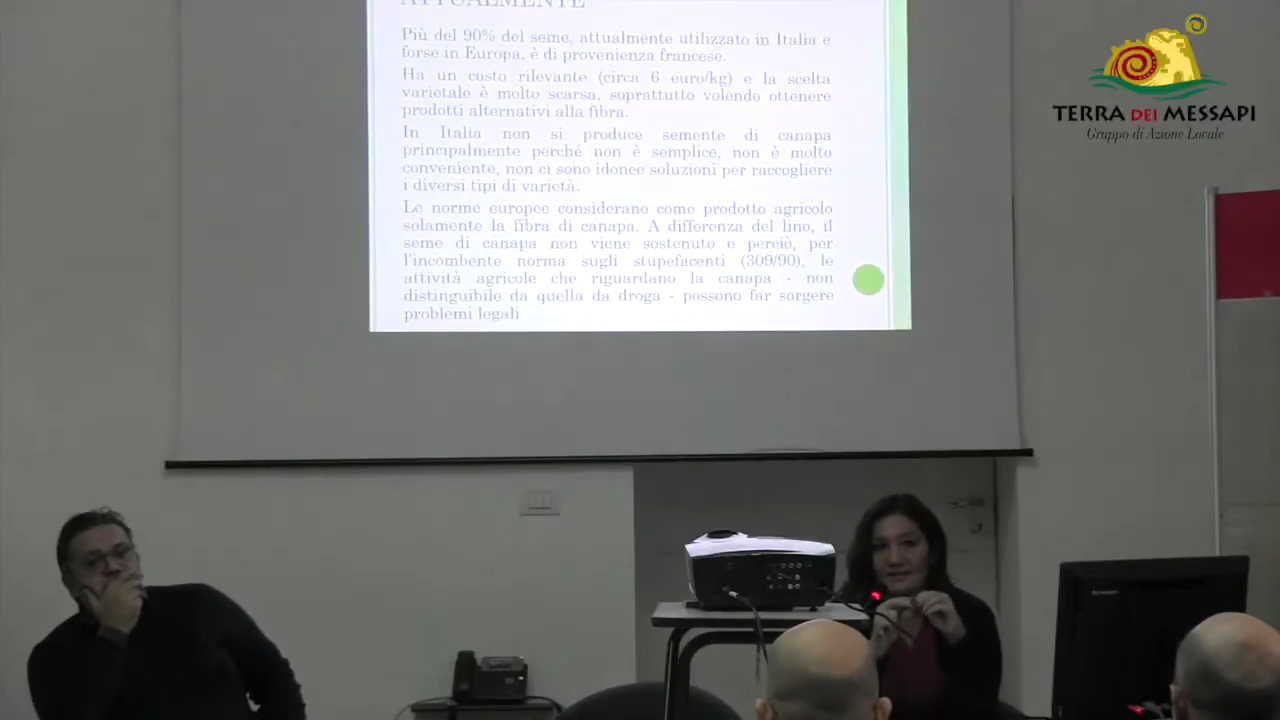 ATTUALMENTE
Più del 90% del seme, attualmente utilizzato in Italia e
forse in Europa, è di provenienza francese.
Ha un costo rilevante (circa 6 euro/kg) e la scelta
varietale è molto scarsa, soprattutto volendo ottenere
prodotti alternativi alla fibra.
In Italia non si produce semente di canapa
principalmente perché non è semplice, non è molto
conveniente, non ci sono idonee soluzioni per raccogliere
i diversi tipi di varietà.
Le norme europee considerano come prodotto agricolo
solamente la fibra di canapa. A differenza del lino, il
seme di canapa non viene sostenuto e perciò, per
l'incombente norma sugli stupefacenti (309/90), le
attività agricole che riguardano la canapa - non
distinguibile da quella da droga - possono far sorgere
problemi legali
TERRA DEI MESSAPI
Gruppo di Azione Locale